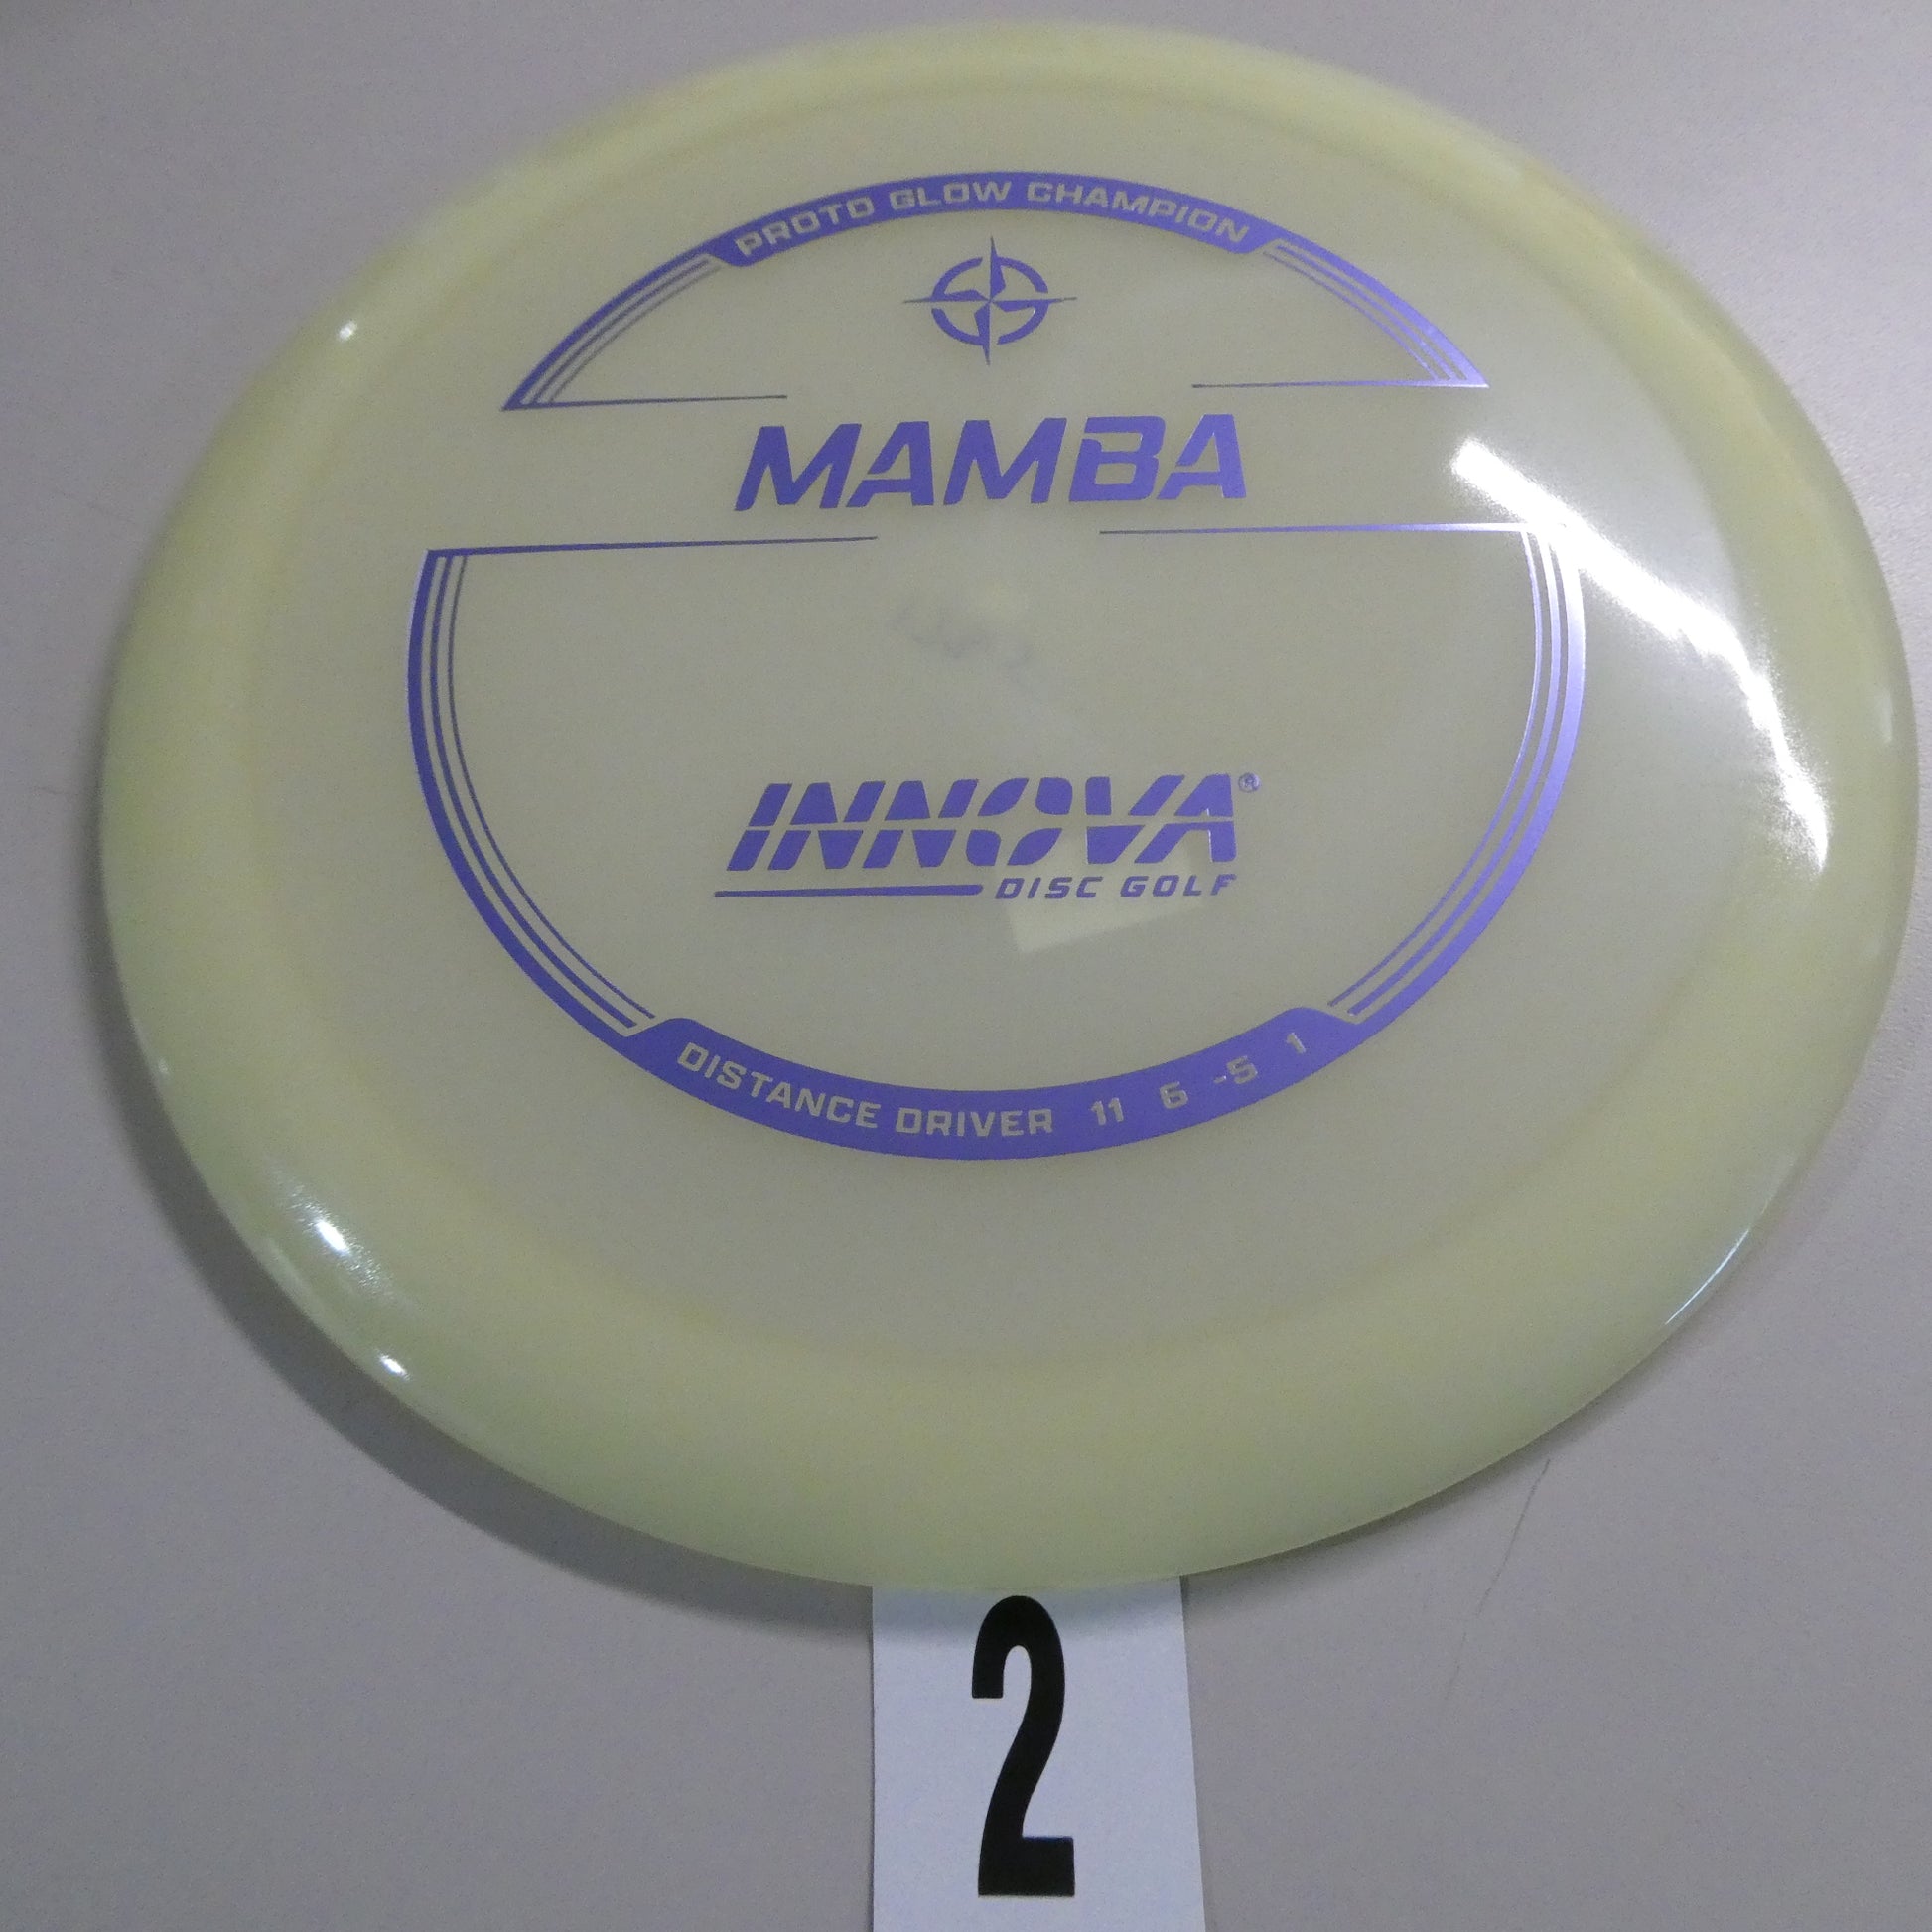 PROTO GLOW CHAMPION
MAMBA
INNOVA®
DISC GOLF
DISTANCE DRIVER 11 6 -5 1
2